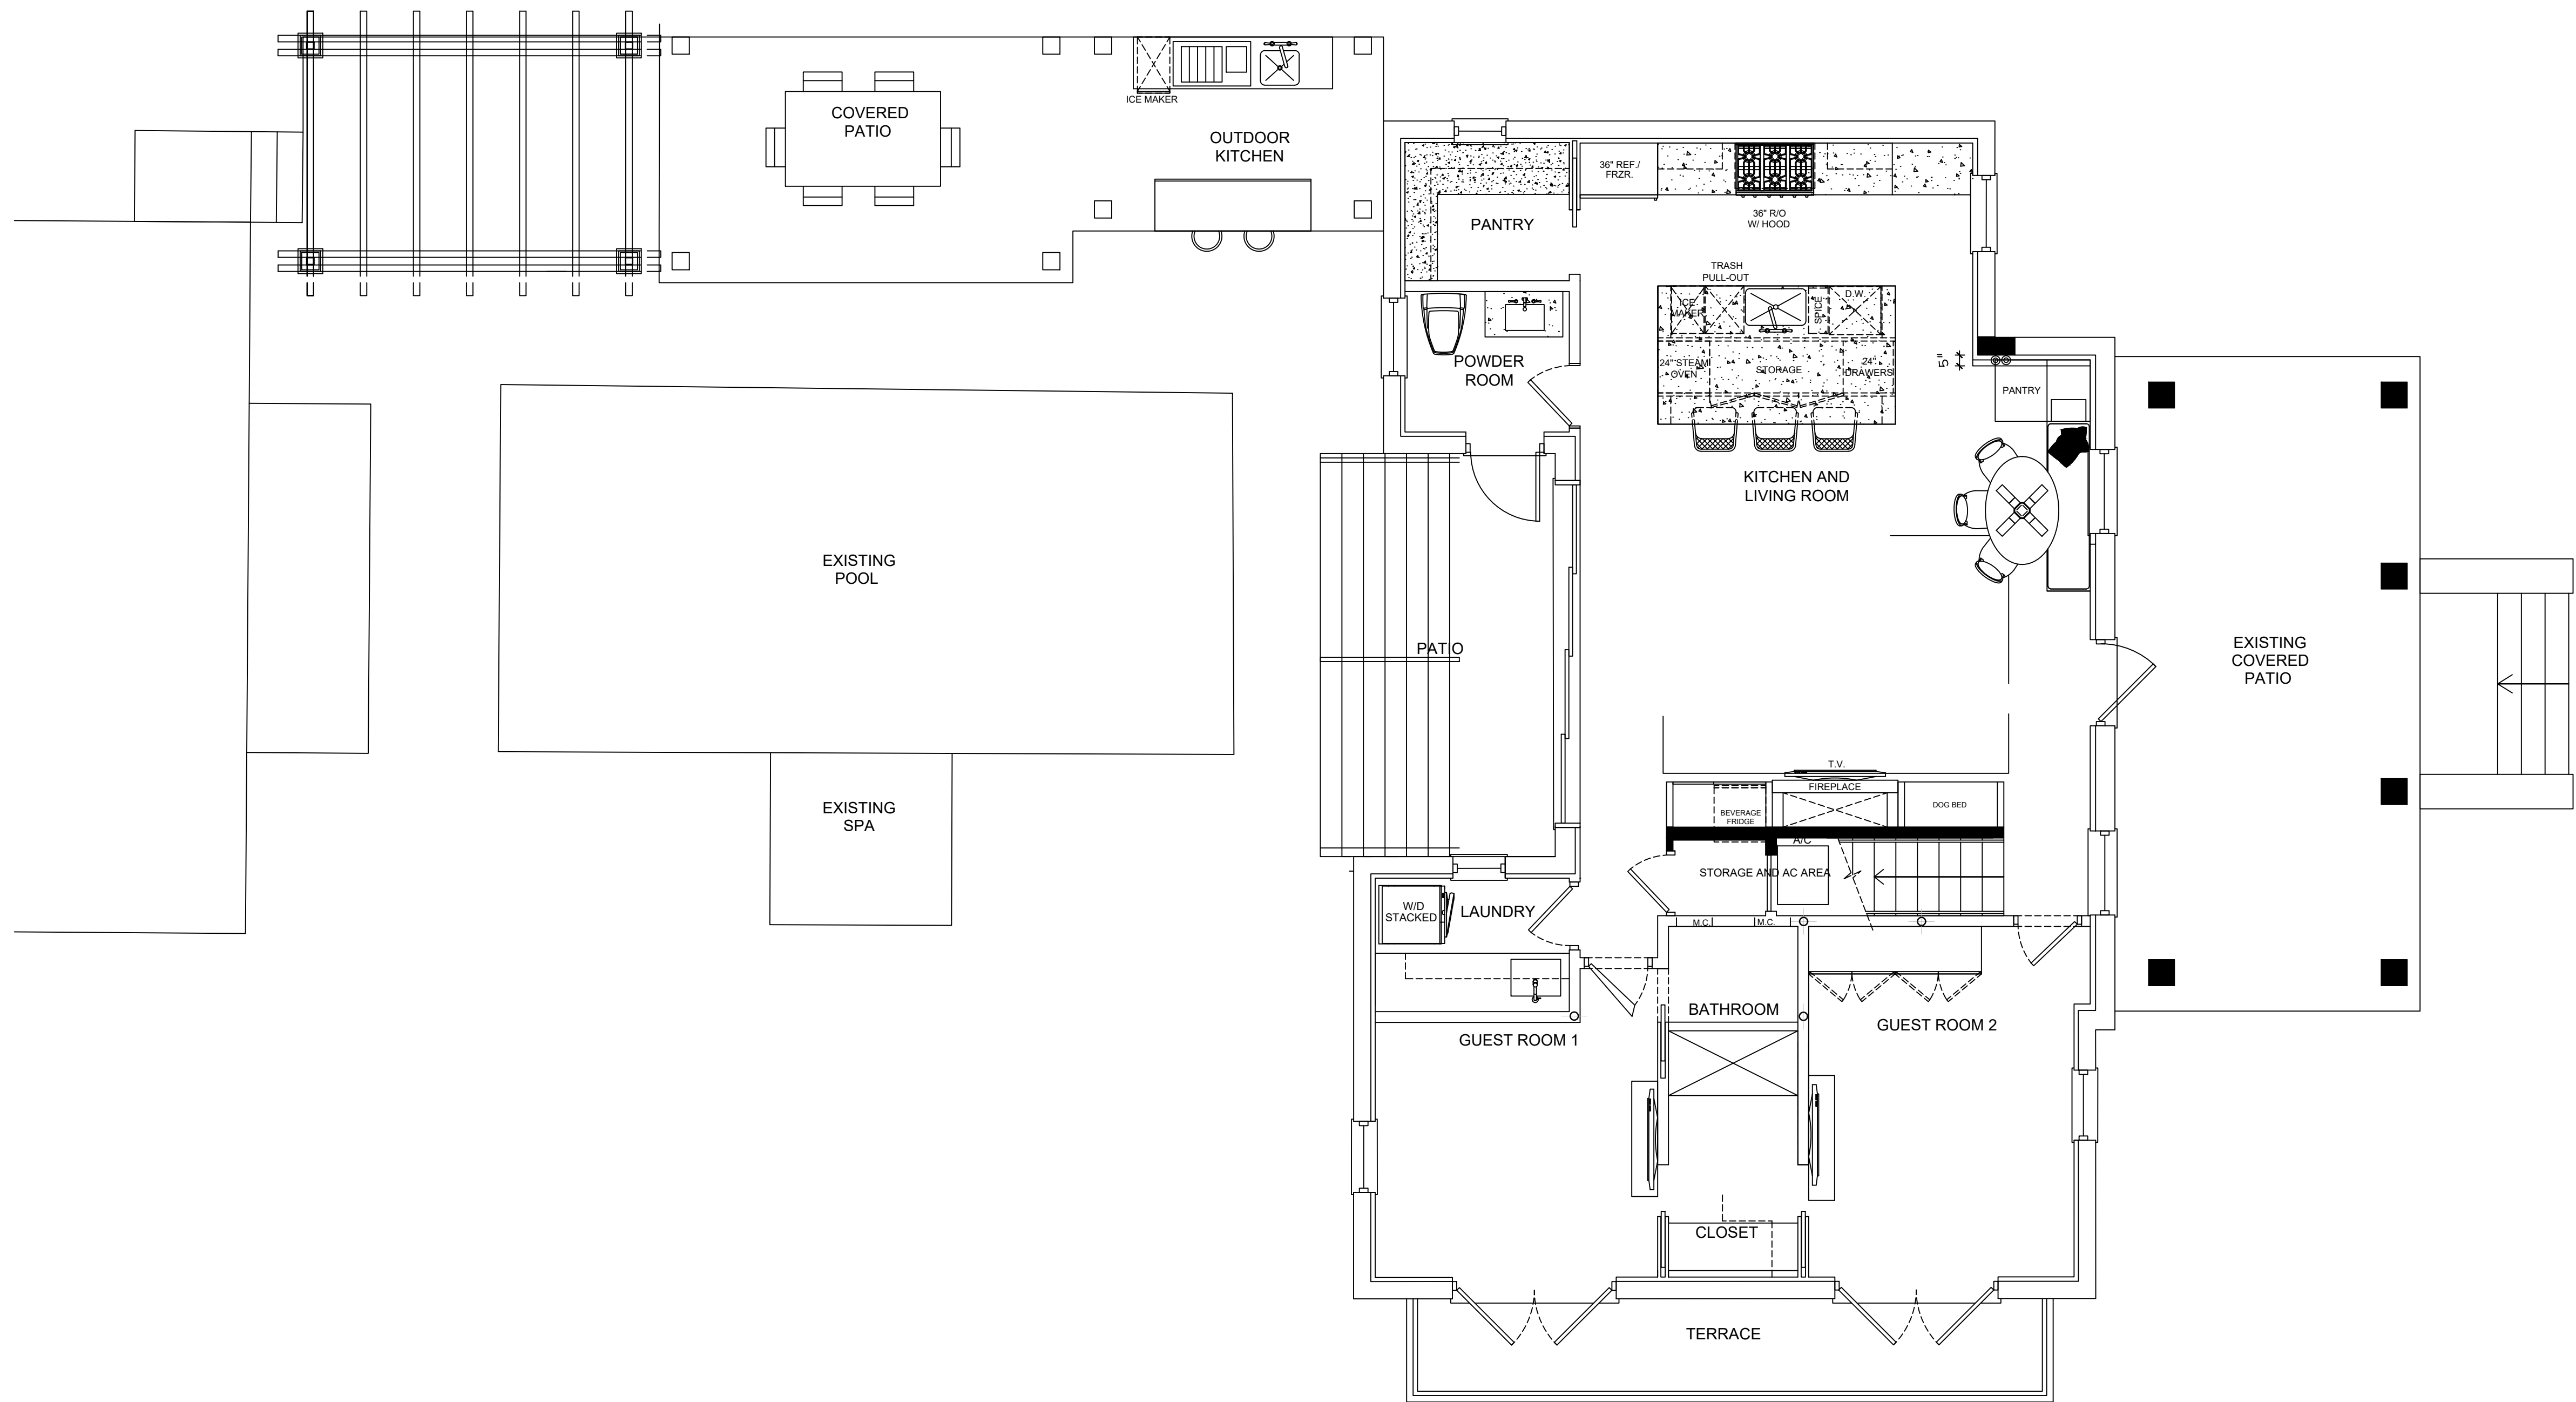 COVERED
PATIO
ICE MAKER
OUTDOOR
KITCHEN
36" REF./
FRZR.
36" R/O
W/ HOOD
PANTRY
TRASH
PULL-OUT
ICE
MAKER
SPICE
D.W.
POWDER
ROOM
24" STEAM
OVEN
STORAGE
24"
DRAWERS
5"
PANTRY
KITCHEN AND
LIVING ROOM
EXISTING
POOL
PATIO
EXISTING
COVERED
PATIO
EXISTING
SPA
T.V.
FIREPLACE
BEVERAGE
FRIDGE
DOG BED
A/C
STORAGE AND AC AREA
W/D
STACKED
LAUNDRY
M.C.
M.C.
BATHROOM
GUEST ROOM 1
GUEST ROOM 2
CLOSET
TERRACE